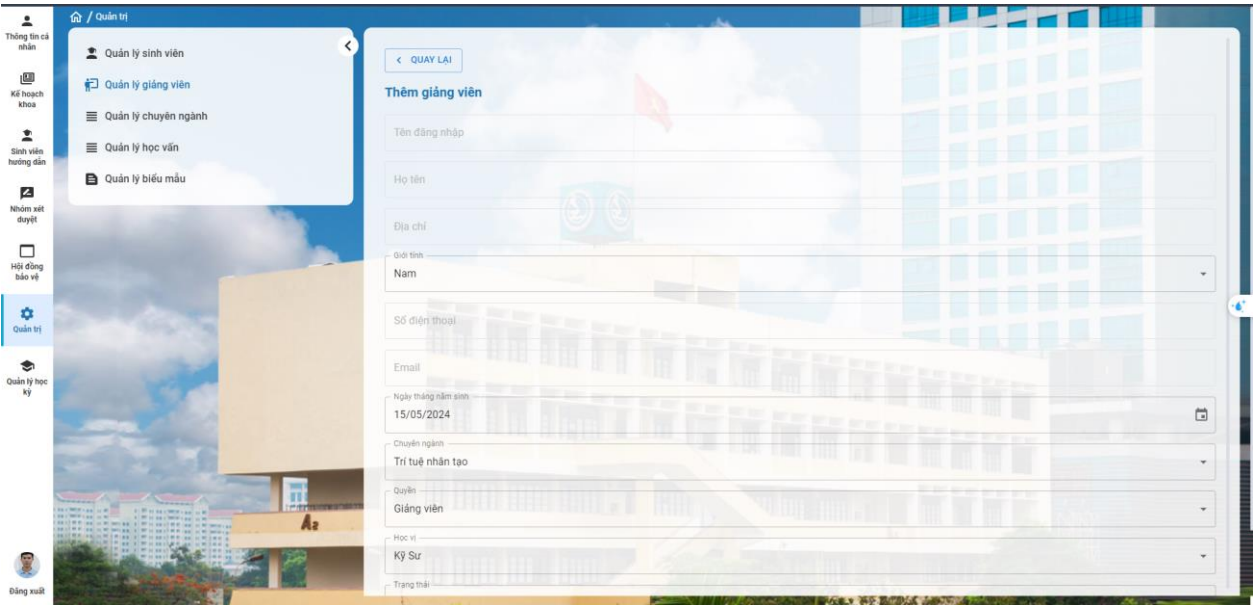 Thông tin cá
nhân
Kế hoạch
khoa
Sinh viên
hướng dẫn
Nhóm xét
duyệt
Hội đồng
bảo vệ
Quản trị
Quản lý học
kỳ
Đăng xuất
/ Quản trị
Quản lý sinh viên
Quản lý giảng viên
Quản lý chuyên ngành
Quản lý học vấn
Quản lý biểu mẫu
QUAY LẠI
Thêm giảng viên
Tên đăng nhập
Họ tên
Địa chỉ
Giới tính
Nam
Số điện thoại
Email
Ngày tháng năm sinh
15/05/2024
Chuyên ngành
Trí tuệ nhân tạo
Quyền
Giảng viên
Học vị
Kỹ Sư
Trạng thái
A2